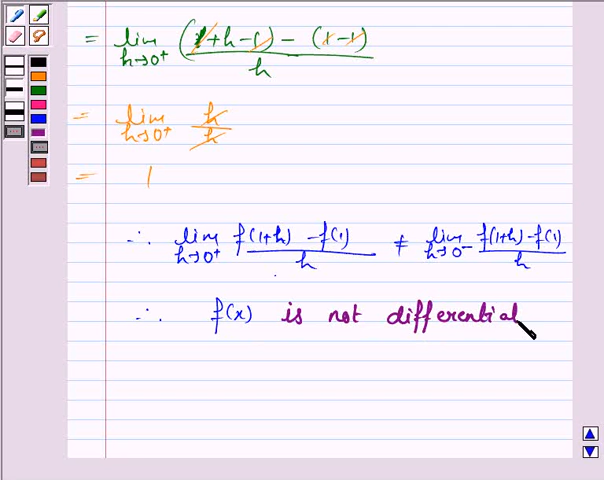 = lim h→0⁺ ((1+h-1) - (1-1))/h
= lim h→0⁺ h/h
= 1
∴ lim h→0⁺ (f(1+h) - f(1))/h ≠ lim h→0⁻ (f(1+h) - f(1))/h
∴ f(x) is not differential